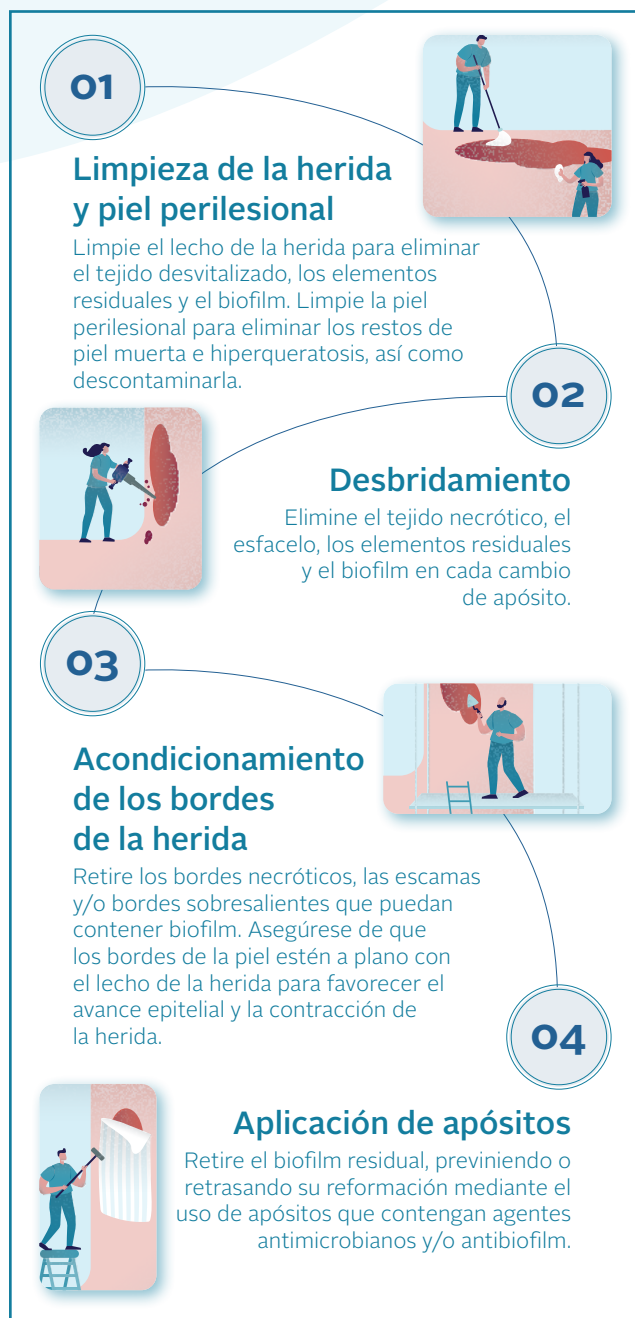 01
Limpieza de la herida
y piel perilesional
Limpie el lecho de la herida para eliminar
el tejido desvitalizado, los elementos
residuales y el biofilm. Limpie la piel
perilesional para eliminar los restos de
piel muerta e hiperqueratosis, así como
descontaminarla.
02
Desbridamiento
Elimine el tejido necrótico, el
esfacelo, los elementos residuales
y el biofilm en cada cambio
de apósito.
03
Acondicionamiento
de los bordes
de la herida
Retire los bordes necróticos, las escamas
y/o bordes sobresalientes que puedan
contener biofilm. Asegúrese de que
los bordes de la piel estén a plano con
el lecho de la herida para favorecer el
avance epitelial y la contracción de
la herida.
04
Aplicación de apósitos
Retire el biofilm residual, previniendo o
retrasando su reformación mediante el
uso de apósitos que contengan agentes
antimicrobianos y/o antibiofilm.